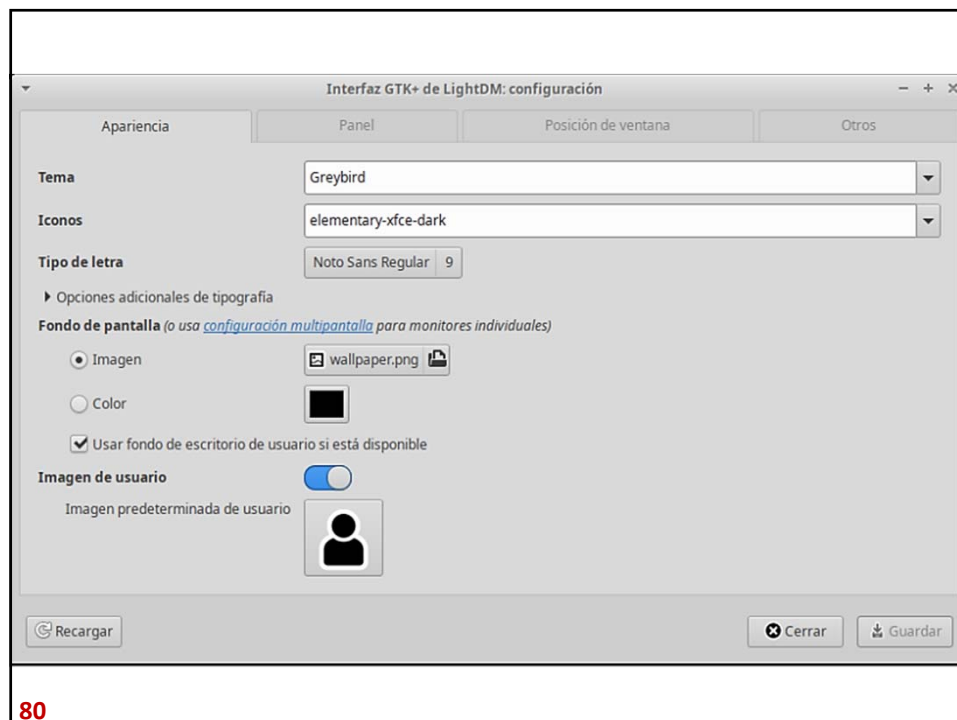 Interfaz GTK+ de LightDM: configuración
Apariencia Panel Posición de ventana Otros
Tema Greybird
Iconos elementary-xfce-dark
Tipo de letra Noto Sans Regular 9
Opciones adicionales de tipografía
Fondo de pantalla (o usa configuración multipantalla para monitores individuales)
Imagen wallpaper.png
Color
Usar fondo de escritorio de usuario si está disponible
Imagen de usuario
Imagen predeterminada de usuario
Recargar Cerrar Guardar
80